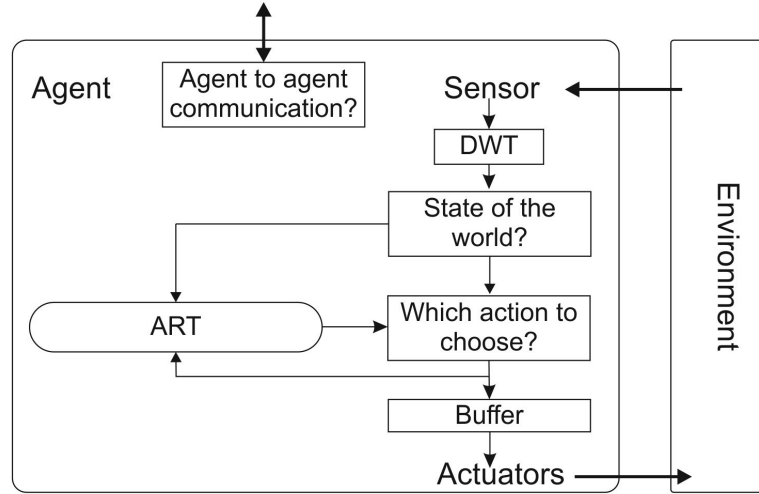 Agent
Agent to agent
communication?
Sensor
DWT
State of the
world?
Environment
ART
Which action to
choose?
Buffer
Actuators